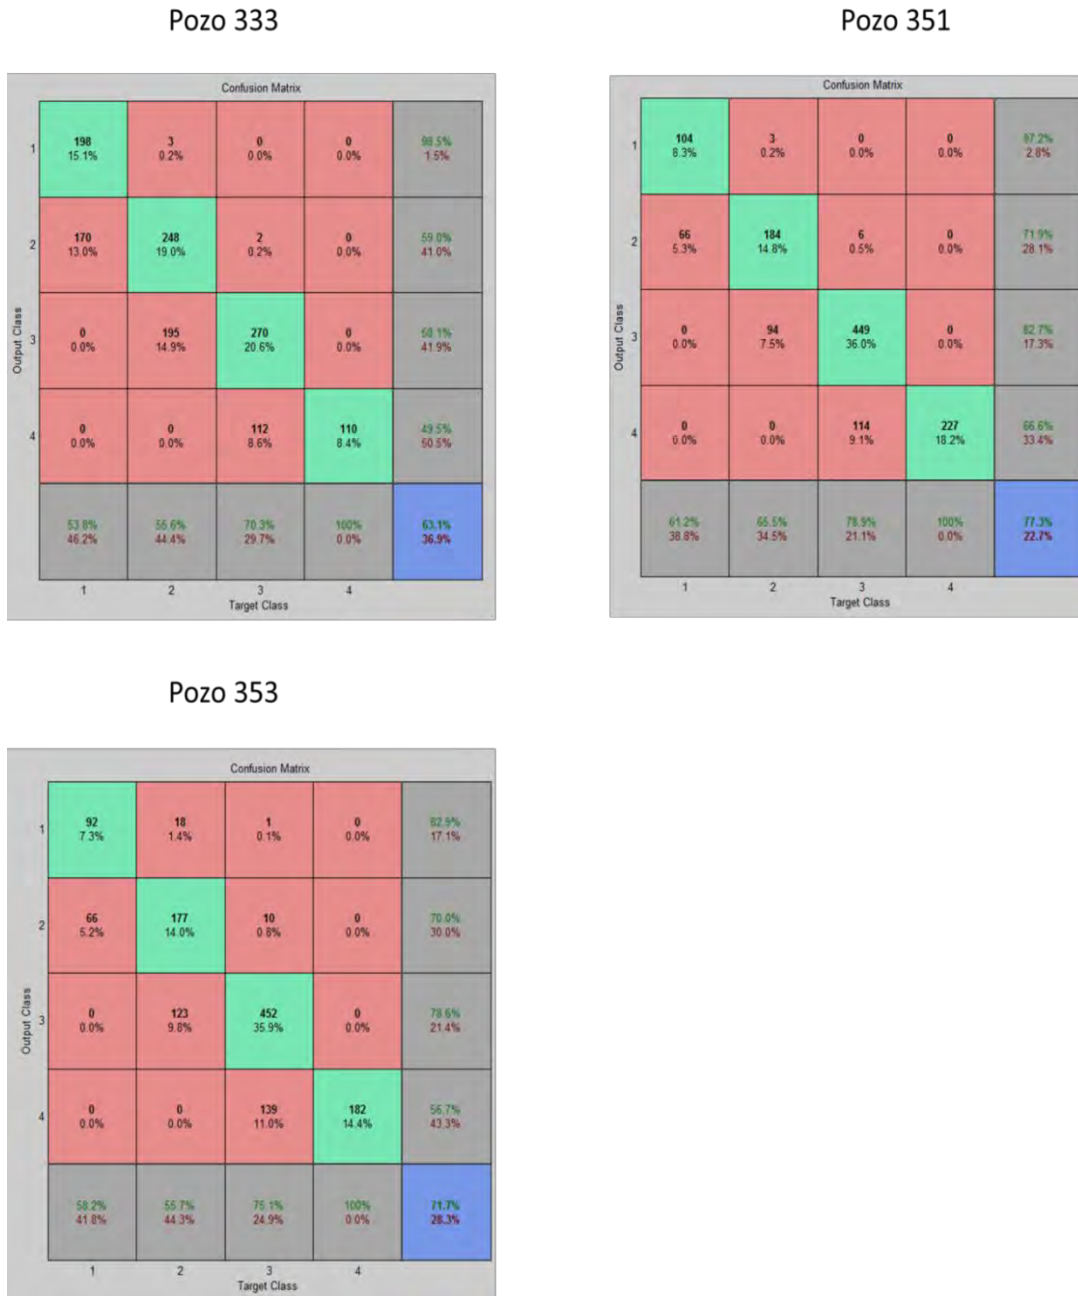 Pozo 333
Confusion Matrix
1 198 3 0 0 98.5%
15.1% 0.2% 0.0% 0.0% 1.5%
2 170 248 2 0 59.0%
13.0% 19.0% 0.2% 0.0% 41.0%
3 0 195 270 0 58.1%
0.0% 14.9% 20.6% 0.0% 41.9%
4 0 0 112 110 49.5%
0.0% 0.0% 8.6% 8.4% 50.5%
53.8% 55.6% 70.3% 100% 63.1%
46.2% 44.4% 29.7% 0.0% 36.9%
1 2 3 4
Target Class
Output Class
Pozo 351
Confusion Matrix
1 104 3 0 0 97.2%
8.3% 0.2% 0.0% 0.0% 2.8%
2 66 184 6 0 71.9%
5.3% 14.8% 0.5% 0.0% 28.1%
3 0 94 449 0 82.7%
0.0% 7.5% 36.0% 0.0% 17.3%
4 0 0 114 227 66.6%
0.0% 0.0% 9.1% 18.2% 33.4%
61.2% 65.5% 78.9% 100% 77.3%
38.8% 34.5% 21.1% 0.0% 22.7%
1 2 3 4
Target Class
Output Class
Pozo 353
Confusion Matrix
1 92 18 1 0 82.9%
7.3% 1.4% 0.1% 0.0% 17.1%
2 66 177 10 0 70.0%
5.2% 14.0% 0.8% 0.0% 30.0%
3 0 123 452 0 78.6%
0.0% 9.8% 35.9% 0.0% 21.4%
4 0 0 139 182 56.7%
0.0% 0.0% 11.0% 14.4% 43.3%
58.2% 55.7% 75.1% 100% 71.7%
41.8% 44.3% 24.9% 0.0% 28.3%
1 2 3 4
Target Class
Output Class